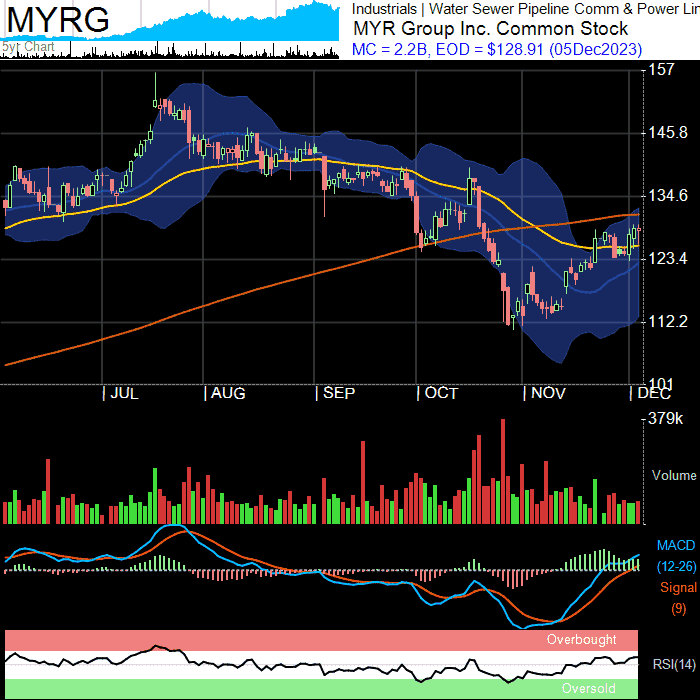 MYRG
5yr Chart
Industrials | Water Sewer Pipeline Comm & Power Lin
MYR Group Inc. Common Stock
MC = 2.2B, EOD = $128.91 (05Dec2023)
157
145.8
134.6
123.4
112.2
101
| JUL | AUG | SEP | OCT | NOV | DEC
379k
Volume
MACD
(12-26)
Signal
(9)
Overbought
RSI(14)
Oversold